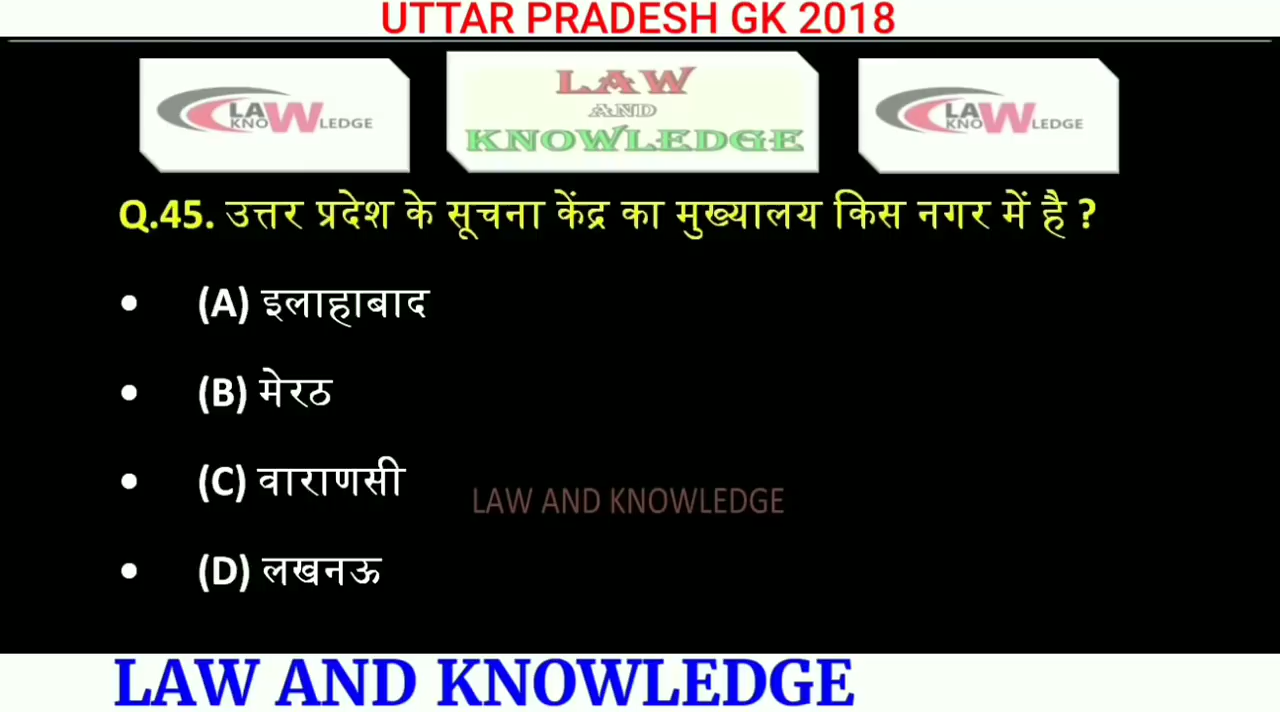 UTTAR PRADESH GK 2018
LAW KNOWLEDGE
LAW
AND
KNOWLEDGE
LAW KNOWLEDGE
Q.45. उत्तर प्रदेश के सूचना केंद्र का मुख्यालय किस नगर में है ?
• (A) इलाहाबाद
• (B) मेरठ
• (C) वाराणसी
LAW AND KNOWLEDGE
• (D) लखनऊ
LAW AND KNOWLEDGE